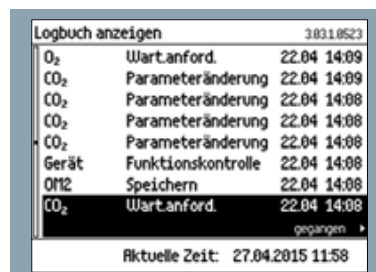 Logbuch anzeigen 3.03.1.0523
O₂ Wart.anford. 22.04 14:09
CO₂ Parameteränderung 22.04 14:09
CO₂ Parameteränderung 22.04 14:08
CO₂ Parameteränderung 22.04 14:08
CO₂ Parameteränderung 22.04 14:08
Gerät Funktionskontrolle 22.04 14:08
OM2 Speichern 22.04 14:08
CO₂ Wart.anford. 22.04 14:08
gegangen
Aktuelle Zeit: 27.04.2015 11:58